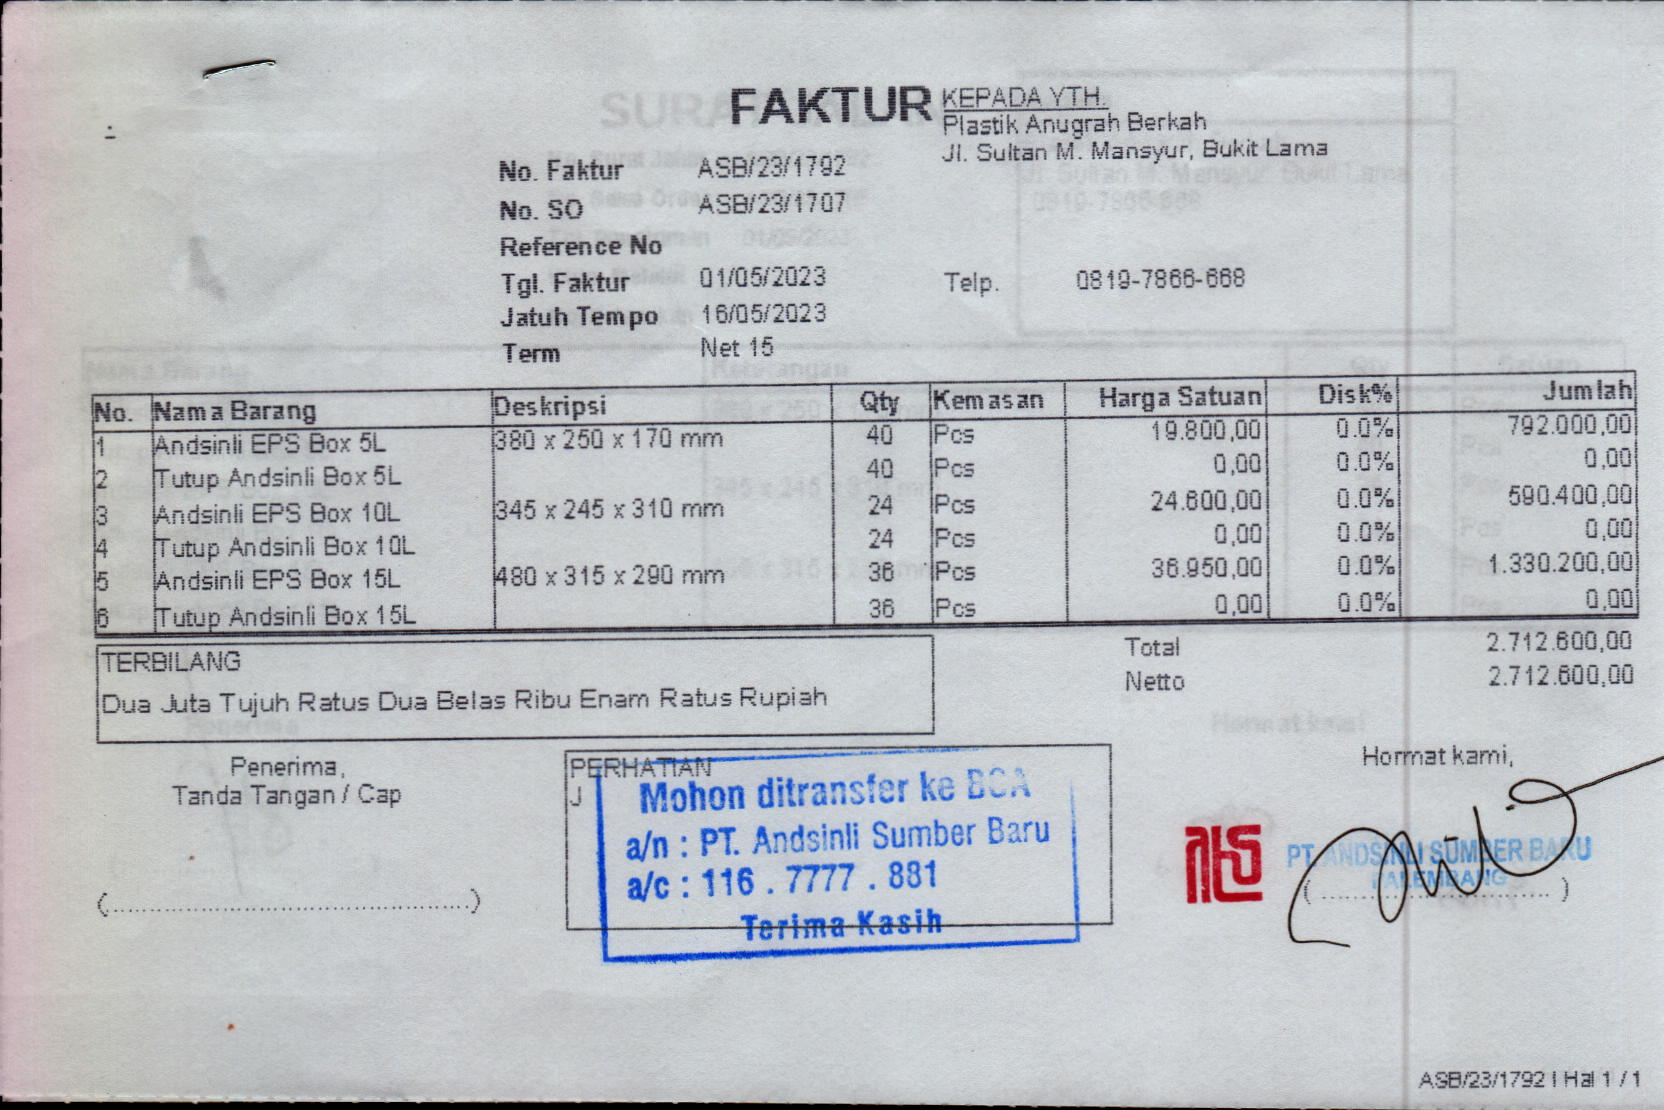 FAKTUR
KEPADA YTH.
Plastik Anugrah Berkah
Jl. Sultan M. Mansyur, Bukit Lama
No. Faktur ASB/23/1792
No. SO ASB/23/1707
Reference No
Tgl. Faktur 01/05/2023 Telp. 0819-7866-668
Jatuh Tempo 16/05/2023
Term Net 15
No. Nama Barang Deskripsi Qty Kemasan Harga Satuan Disk% Jumlah
1 Andsinli EPS Box 5L 380 x 250 x 170 mm 40 Pcs 19.800,00 0.0% 792.000,00
2 Tutup Andsinli Box 5L 40 Pcs 0,00 0.0% 0,00
3 Andsinli EPS Box 10L 345 x 245 x 310 mm 24 Pcs 24.600,00 0.0% 590.400,00
4 Tutup Andsinli Box 10L 24 Pcs 0,00 0.0% 0,00
5 Andsinli EPS Box 15L 480 x 315 x 290 mm 36 Pcs 36.950,00 0.0% 1.330.200,00
6 Tutup Andsinli Box 15L 36 Pcs 0,00 0.0% 0,00
Total 2.712.600,00
Netto 2.712.600,00
TERBILANG
Dua Juta Tujuh Ratus Dua Belas Ribu Enam Ratus Rupiah
Penerima,
Tanda Tangan / Cap
(................................................)
PERHATIAN
J
Mohon ditransfer ke BCA
a/n : PT. Andsinli Sumber Baru
a/c : 116 . 7777 . 881
Terima Kasih
Hormat kami,
PT. ANDSINLI SUMBER BARU
PALEMBANG
(................................)
ASB/23/1792 | Hal 1 / 1